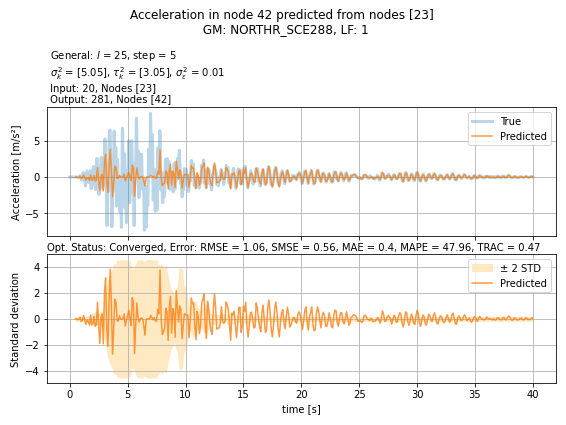 Acceleration in node 42 predicted from nodes [23]
GM: NORTHR_SCE288, LF: 1
General: l = 25, step = 5
σ²ₖ = [5.05], τ²ₖ = [3.05], σ²ε = 0.01
Input: 20, Nodes [23]
Output: 281, Nodes [42]
Acceleration [m/s²]
5
0
−5
True
Predicted
Opt. Status: Converged, Error: RMSE = 1.06, SMSE = 0.56, MAE = 0.4, MAPE = 47.96, TRAC = 0.47
Standard deviation
4
2
0
−2
−4
± 2 STD
Predicted
0 5 10 15 20 25 30 35 40
time [s]